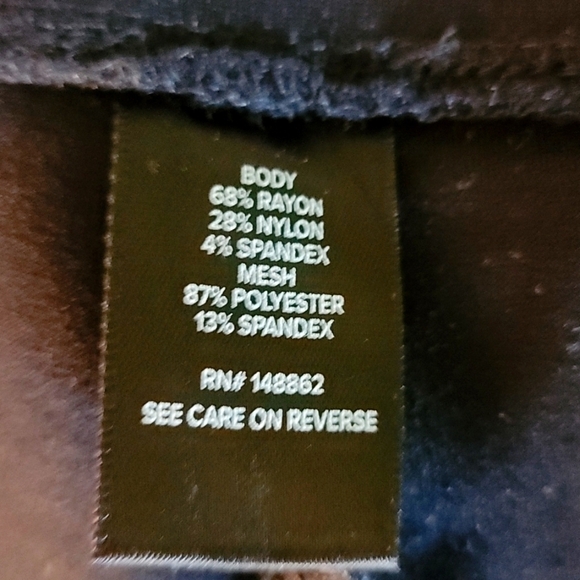 BODY
68% RAYON
28% NYLON
4% SPANDEX
MESH
87% POLYESTER
13% SPANDEX
RN# 148862
SEE CARE ON REVERSE